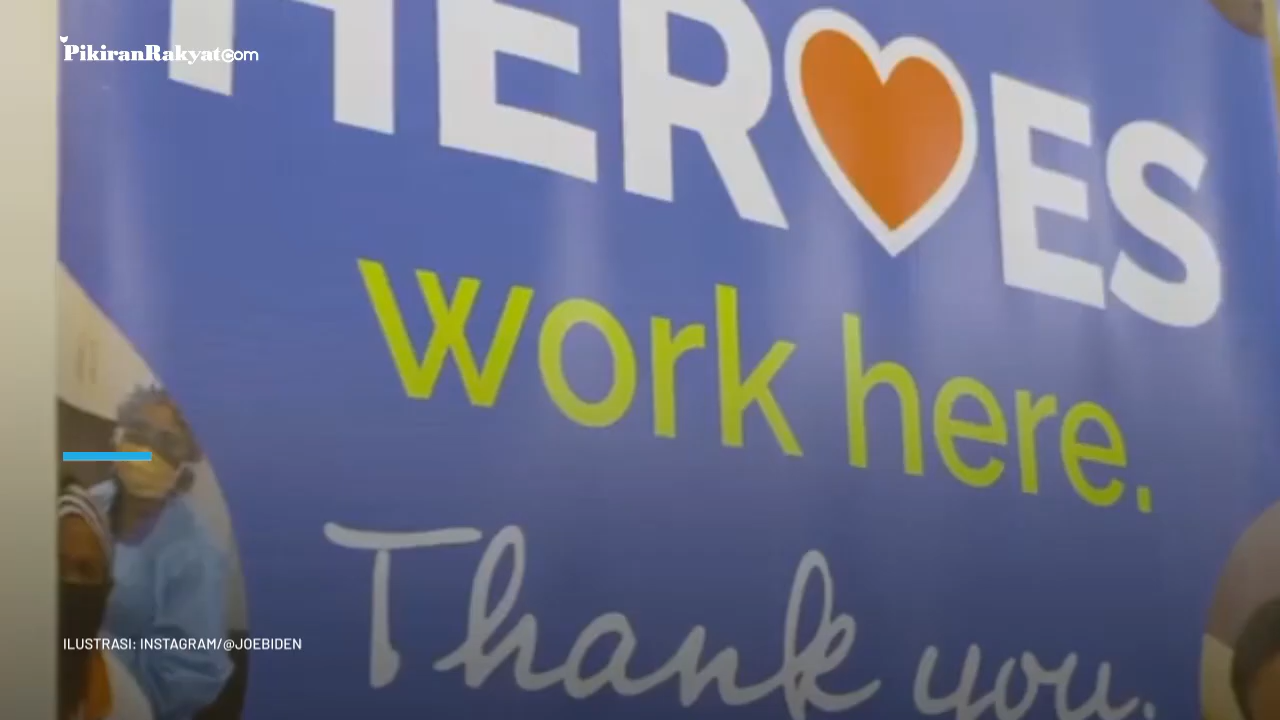 PikiranRakyat.com
HEROES
work here.
Thank you.
ILUSTRASI: INSTAGRAM/@JOEBIDEN